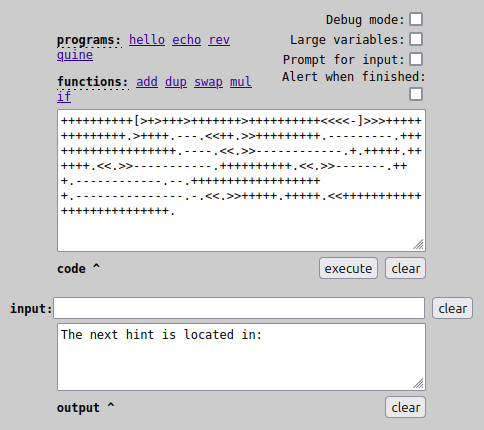 Debug mode:
programs: hello echo rev quine
Large variables:
Prompt for input:
functions: add dup swap mul if
Alert when finished:
++++++++++[>+>+++>+++++++>++++++++++<<<<-]>>>+++++
+++++++++.>++++.---.<<++.>>+++++++++.---------.+++
++++++++++++++++.----.<<.>>------------.+.+++++.++
++++.<<.>>-----------.++++++++++.<<.>>-------.++
+.------------.--.++++++++++++++++++
+.---------------.-.<<.>>+++++.+++++.<<+++++++++++
+++++++++++++++.
code ^ execute clear
input: clear
The next hint is located in:
output ^ clear